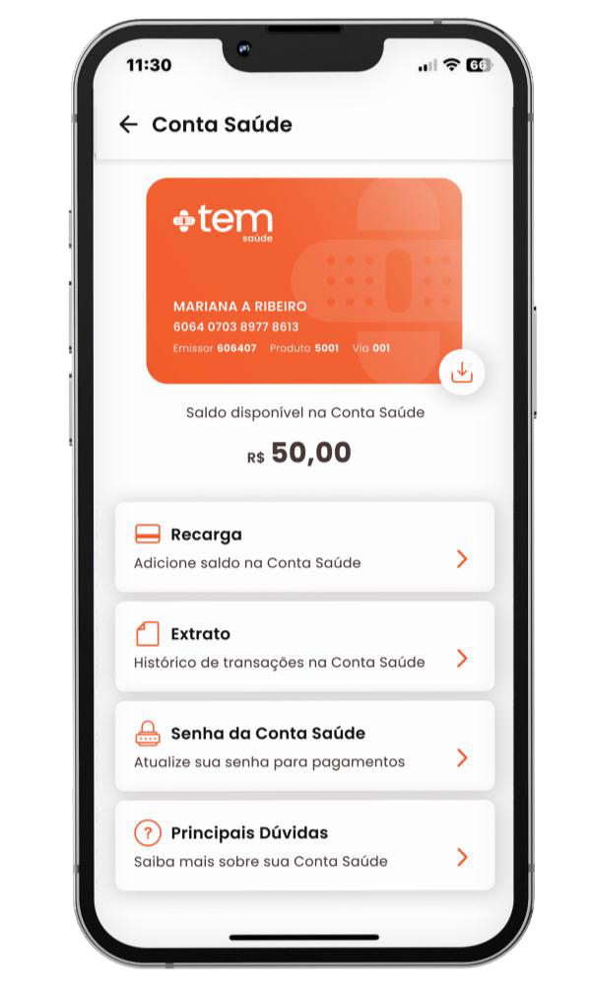 11:30
66
Conta Saúde
tem
saúde
MARIANA A RIBEIRO
6064 0703 8977 8613
Emissor 606407 Produto 5001 Via 001
Saldo disponível na Conta Saúde
R$ 50,00
Recarga
Adicione saldo na Conta Saúde
Extrato
Histórico de transações na Conta Saúde
Senha da Conta Saúde
Atualize sua senha para pagamentos
?
Principais Dúvidas
Saiba mais sobre sua Conta Saúde